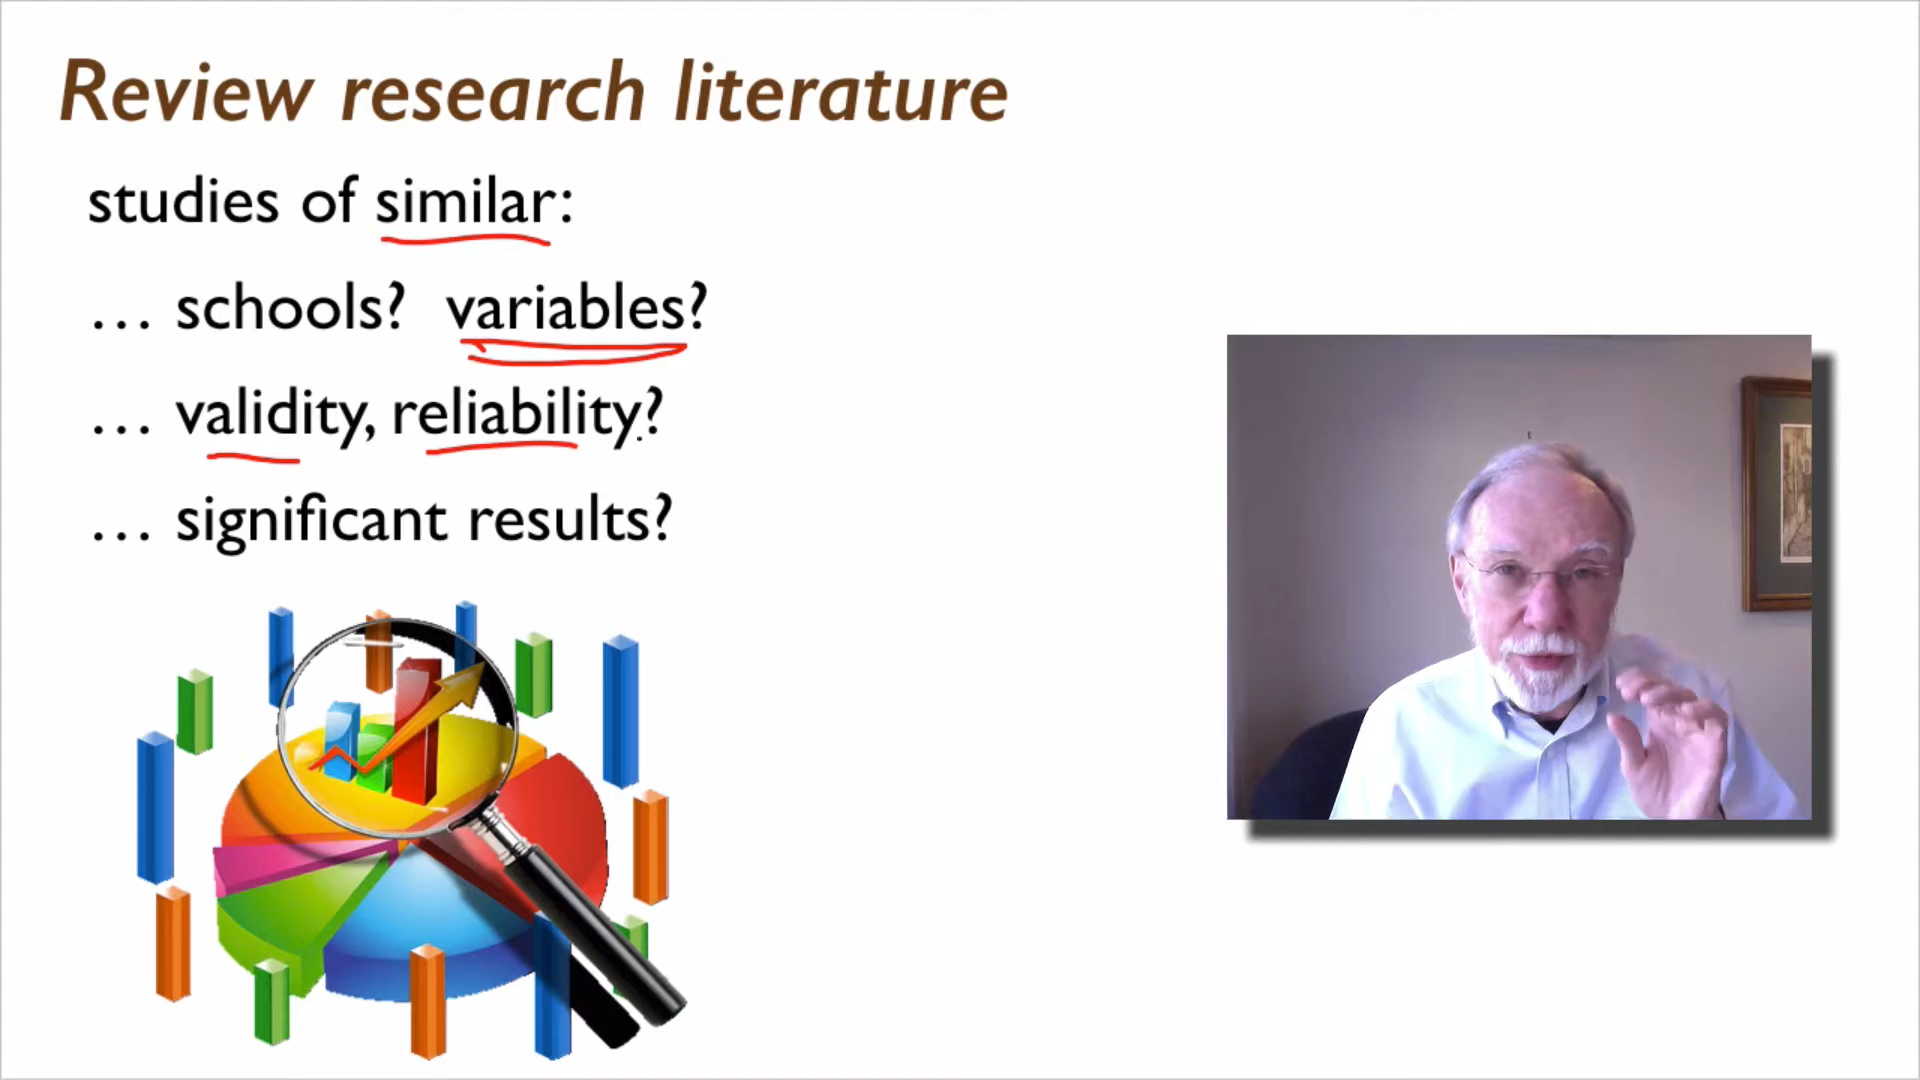 Review research literature
studies of similar:
… schools? variables?
… validity, reliability?
… significant results?